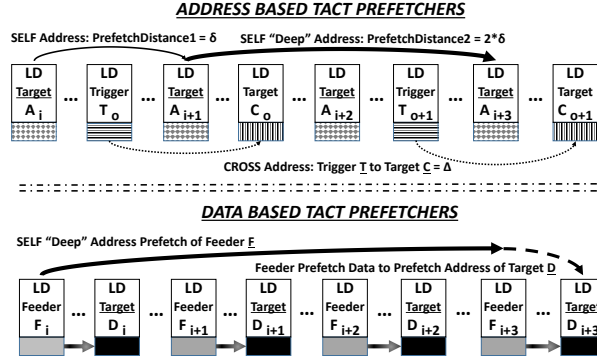 ADDRESS BASED TACT PREFETCHERS
SELF Address: PrefetchDistance1 = δ
SELF “Deep” Address: PrefetchDistance2 = 2*δ
LD LD LD LD LD LD LD LD
Target ... Trigger ... Target ... Target ... Target ... Trigger ... Target ... Target
A i T o A i+1 C o A i+2 T o+1 A i+3 C o+1
CROSS Address: Trigger T to Target C = Δ
DATA BASED TACT PREFETCHERS
SELF “Deep” Address Prefetch of Feeder F
Feeder Prefetch Data to Prefetch Address of Target D
LD LD LD LD LD LD LD LD
Feeder ... Target ... Feeder ... Target ... Feeder ... Target ... Feeder ... Target
F i D i F i+1 D i+1 F i+2 D i+2 F i+3 D i+3